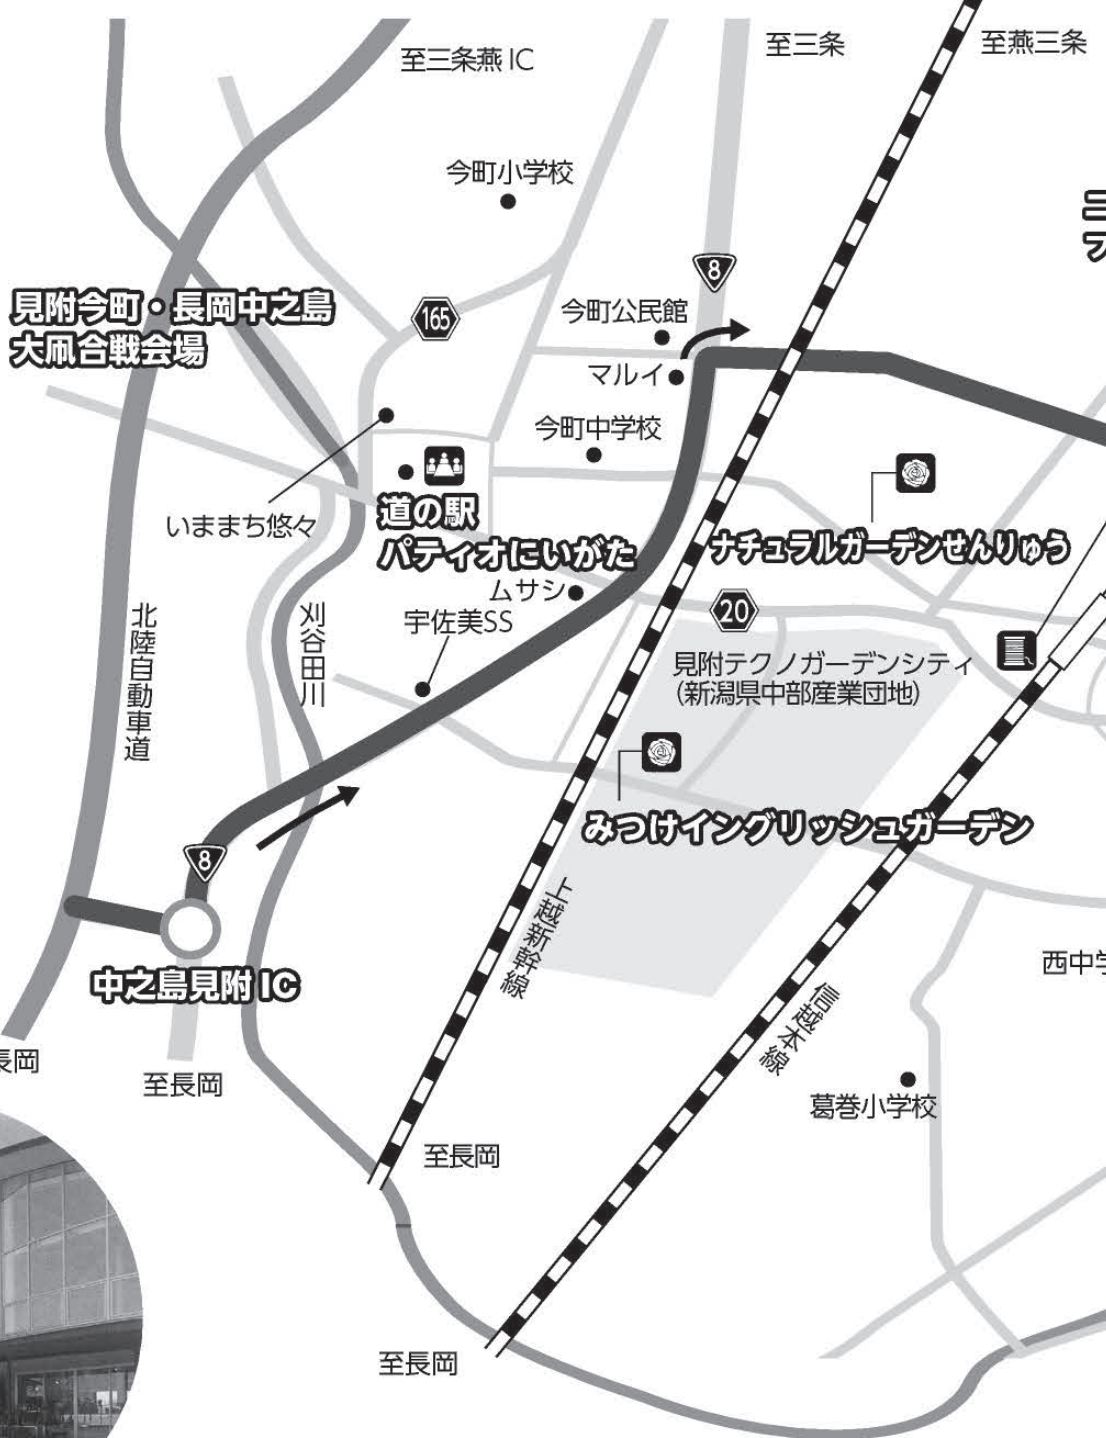 至三条燕 IC
至三条
至燕三条
今町小学校
8
165
見附今町・長岡中之島
大凧合戦会場
今町公民館
マルイ
今町中学校
いままち悠々
道の駅
パティオにいがた
ナチュラルガーデンせんりゅう
ムサシ
宇佐美SS
20
北陸自動車道
刈谷田川
見附テクノガーデンシティ
(新潟県中部産業団地)
みつけイングリッシュガーデン
8
上越新幹線
中之島見附 IC
西中学
信越本線
長岡
至長岡
葛巻小学校
至長岡
至長岡